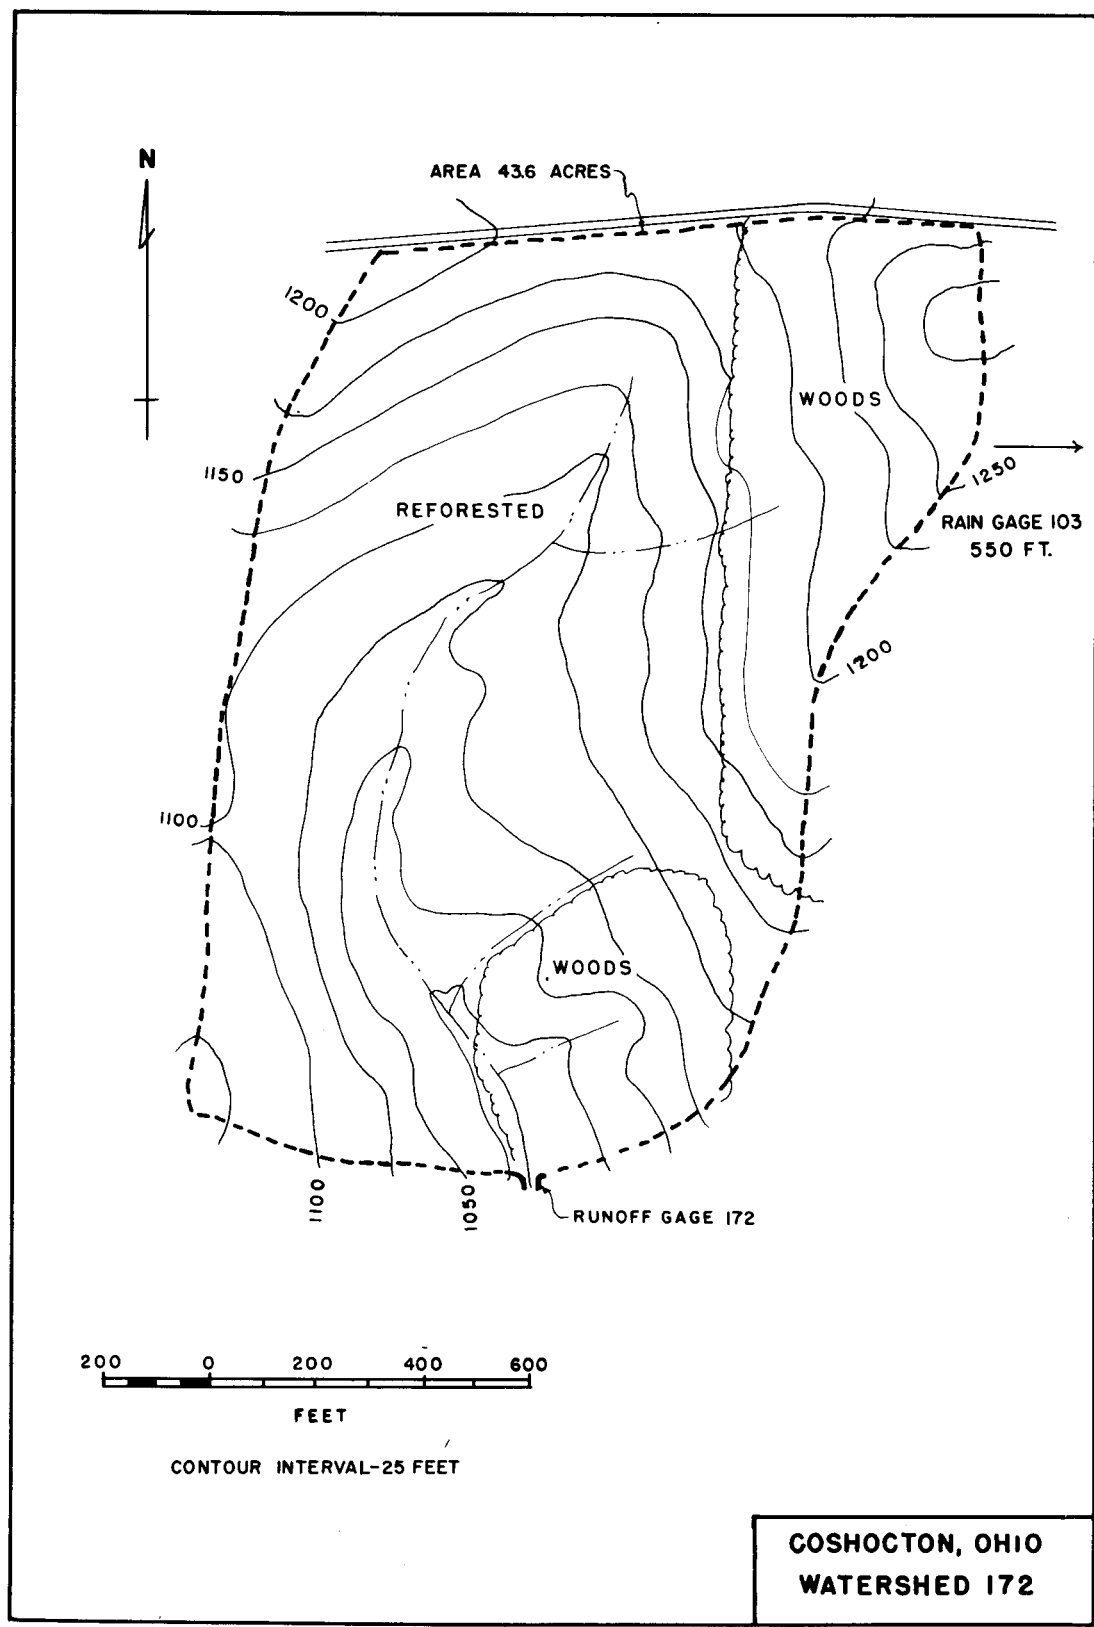 N
AREA 43.6 ACRES
1200
WOODS
1150
1250
REFORESTED
RAIN GAGE 103
550 FT.
1200
1100
WOODS
1100
1050
RUNOFF GAGE 172
200 0 200 400 600
FEET
CONTOUR INTERVAL-25 FEET
COSHOCTON, OHIO
WATERSHED 172